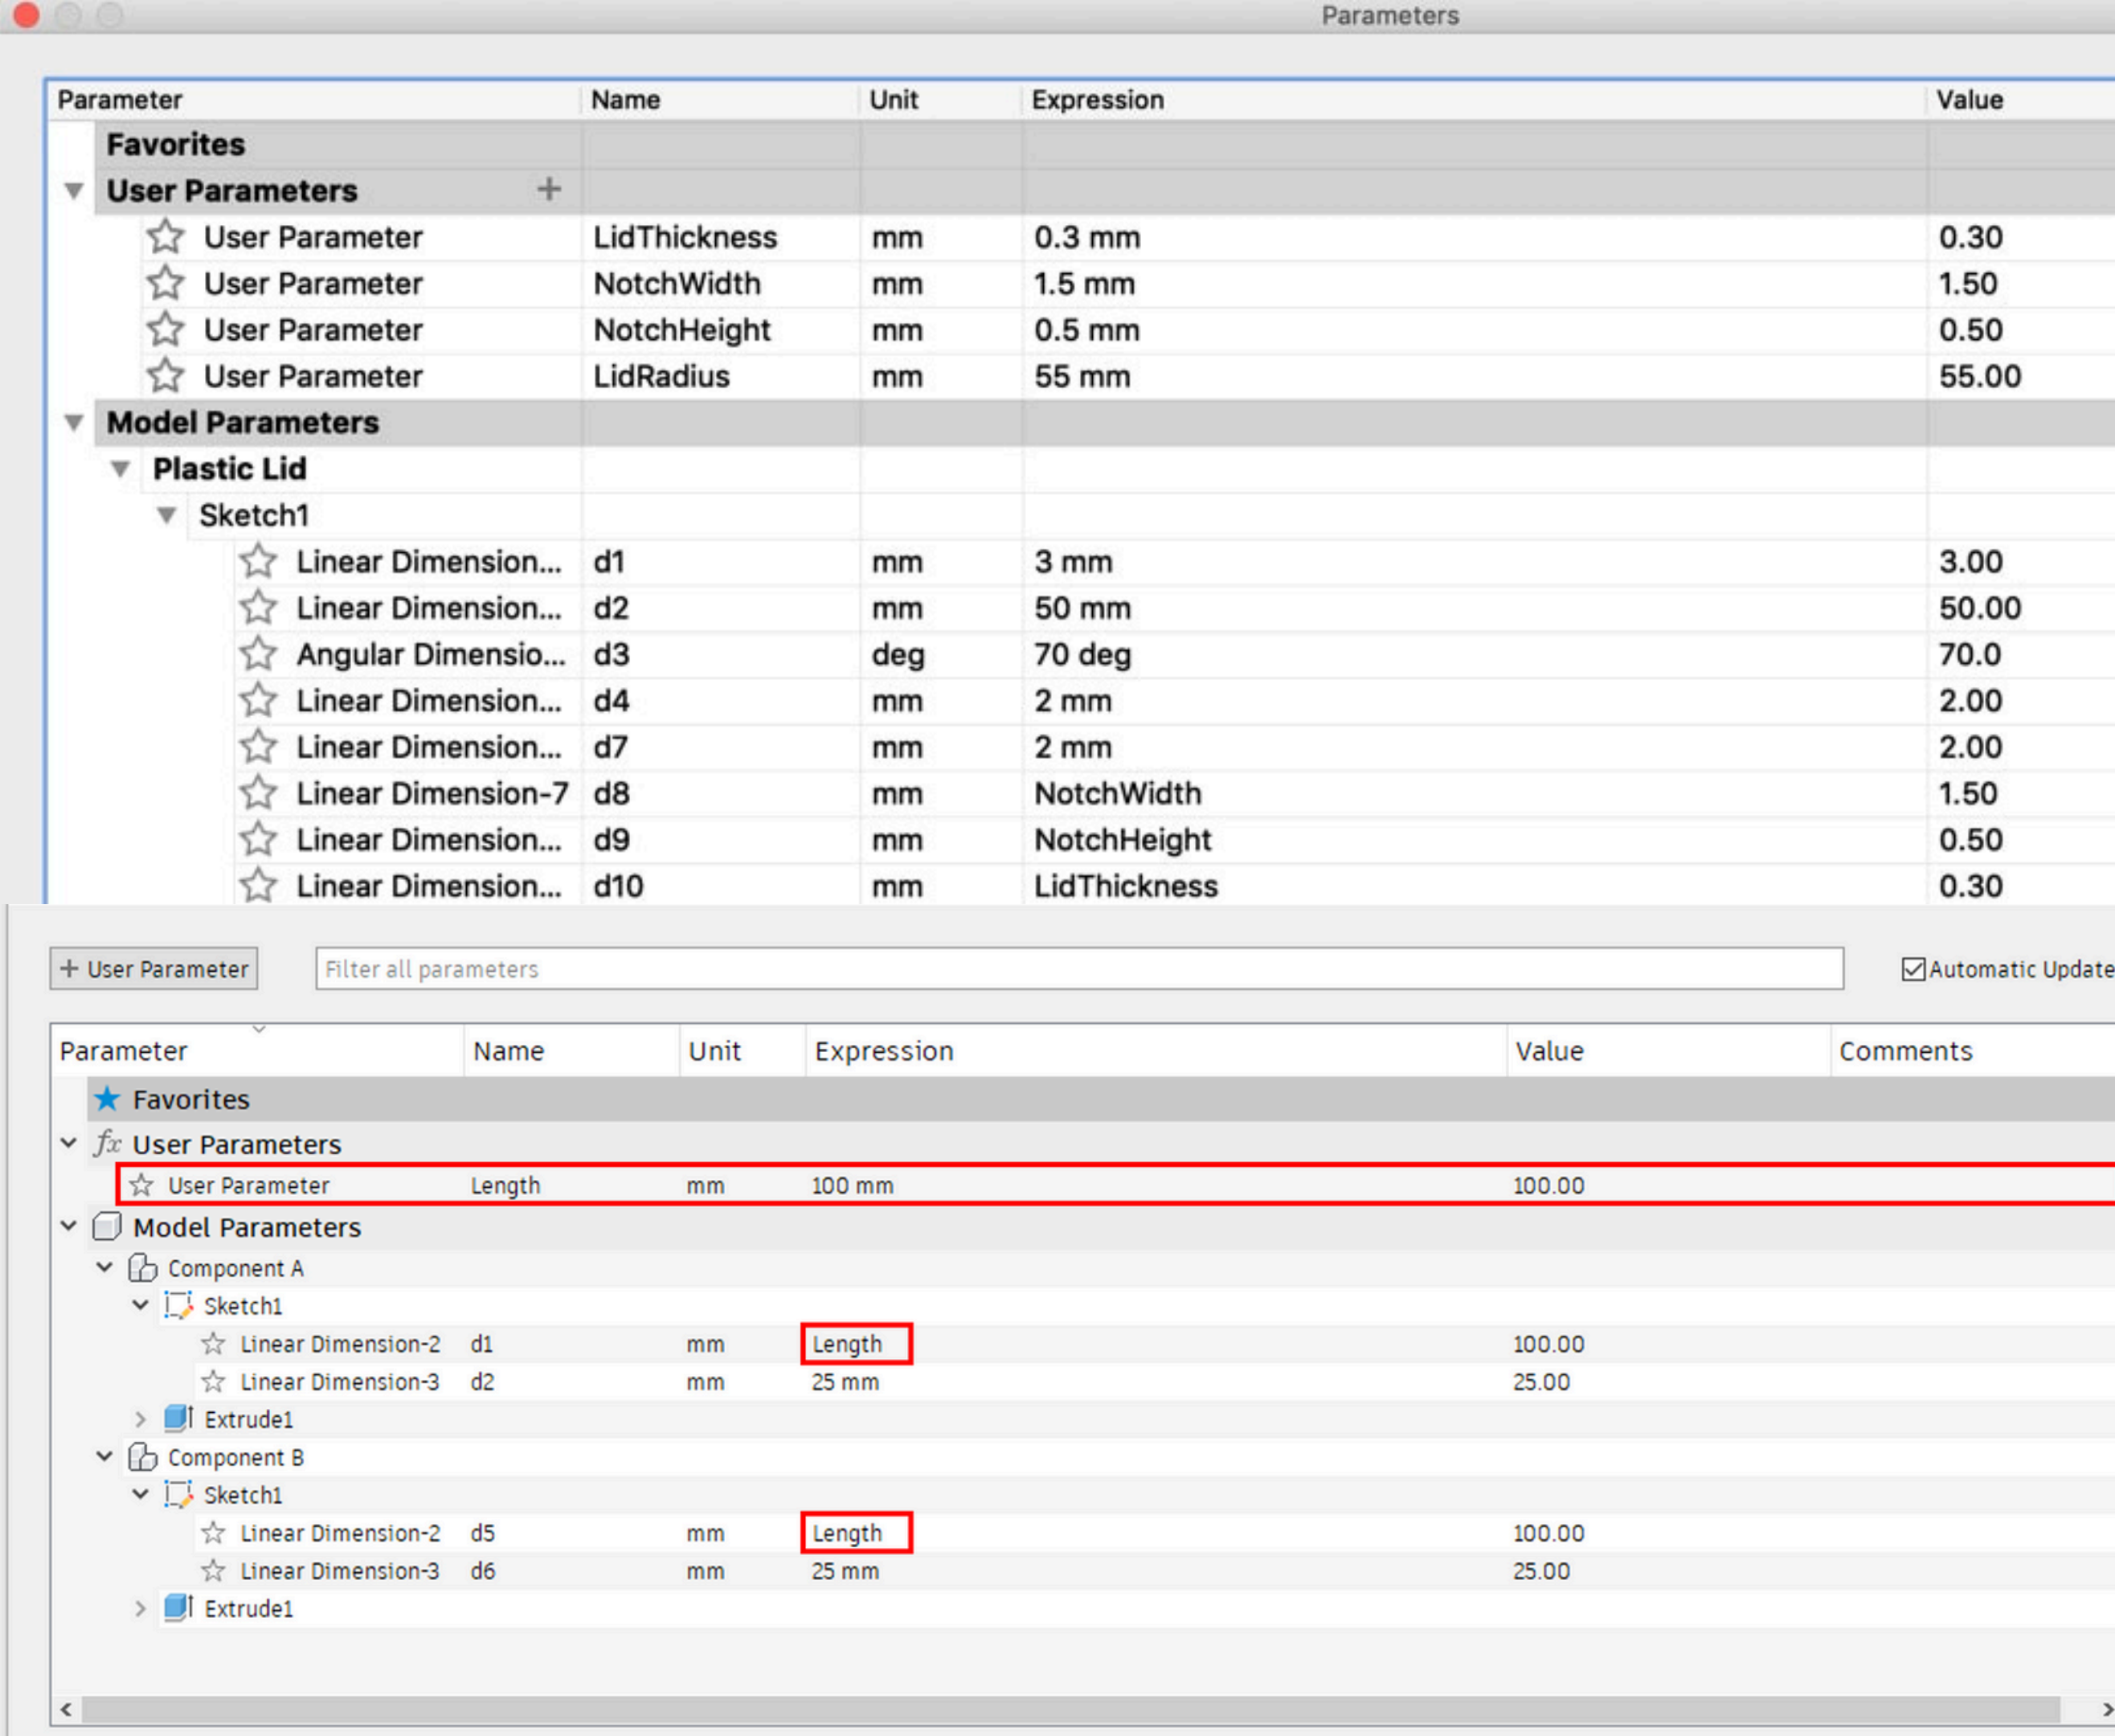 Parameters
Parameter Name Unit Expression Value
Favorites
User Parameters +
User Parameter LidThickness mm 0.3 mm 0.30
User Parameter NotchWidth mm 1.5 mm 1.50
User Parameter NotchHeight mm 0.5 mm 0.50
User Parameter LidRadius mm 55 mm 55.00
Model Parameters
Plastic Lid
Sketch1
Linear Dimension... d1 mm 3 mm 3.00
Linear Dimension... d2 mm 50 mm 50.00
Angular Dimensio... d3 deg 70 deg 70.0
Linear Dimension... d4 mm 2 mm 2.00
Linear Dimension... d7 mm 2 mm 2.00
Linear Dimension-7 d8 mm NotchWidth 1.50
Linear Dimension... d9 mm NotchHeight 0.50
Linear Dimension... d10 mm LidThickness 0.30
+ User Parameter Filter all parameters Automatic Update
Parameter Name Unit Expression Value Comments
Favorites
fx User Parameters
User Parameter Length mm 100 mm 100.00
Model Parameters
Component A
Sketch1
Linear Dimension-2 d1 mm Length 100.00
Linear Dimension-3 d2 mm 25 mm 25.00
Extrude1
Component B
Sketch1
Linear Dimension-2 d5 mm Length 100.00
Linear Dimension-3 d6 mm 25 mm 25.00
Extrude1